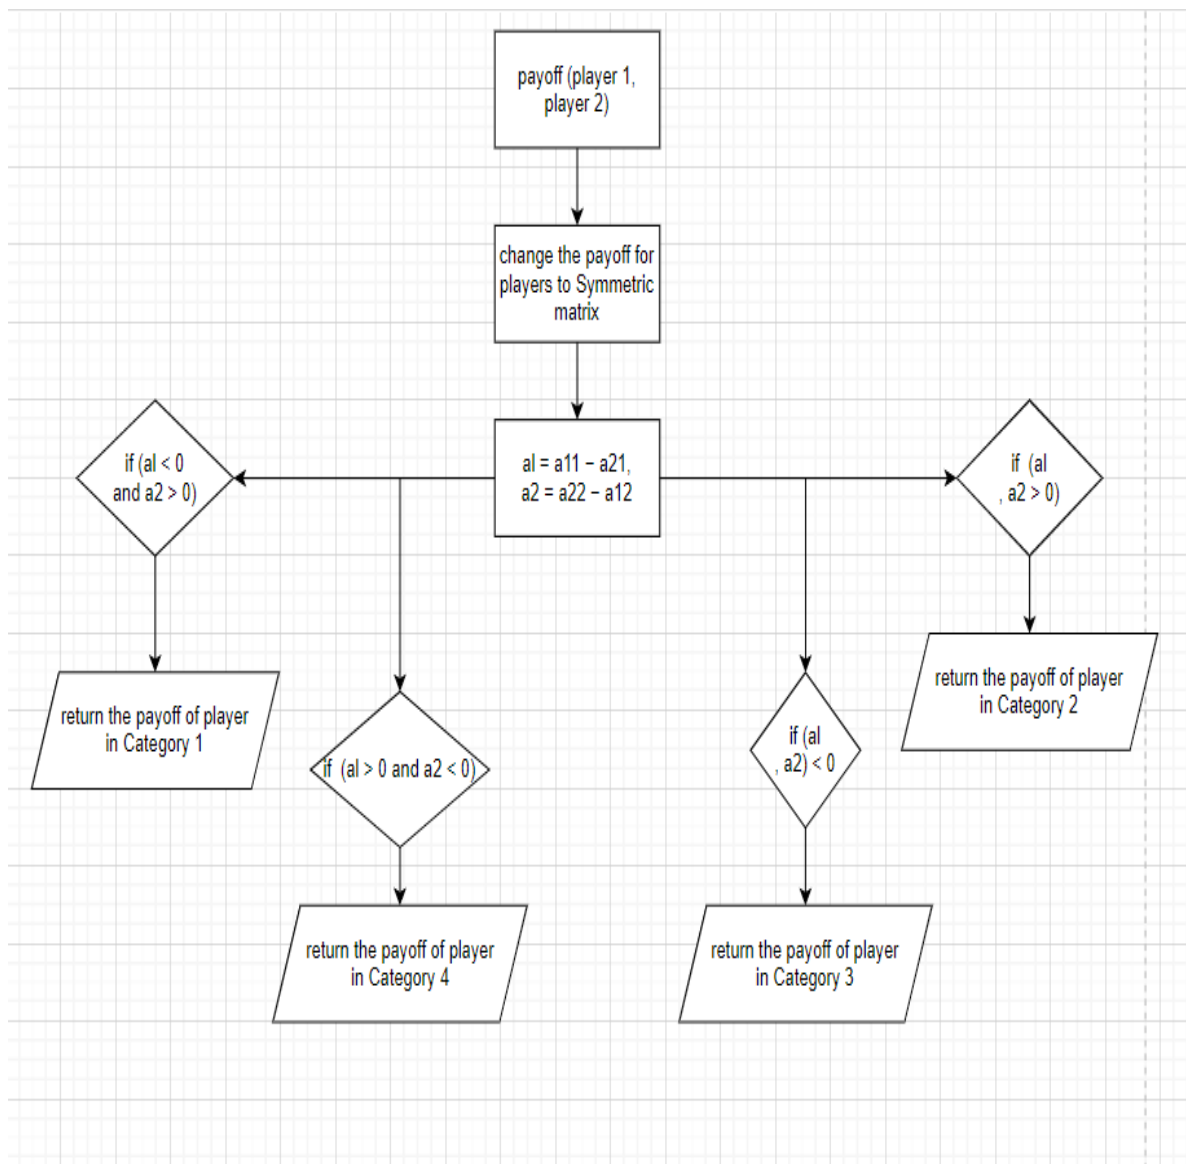 payoff (player 1,
player 2)
change the payoff for
players to Symmetric
matrix
al = a11 − a21,
a2 = a22 − a12
if (al < 0
and a2 > 0)
if (al
, a2 > 0)
return the payoff of player
in Category 1
if (al > 0 and a2 < 0)
if (al
, a2) < 0
return the payoff of player
in Category 2
return the payoff of player
in Category 4
return the payoff of player
in Category 3